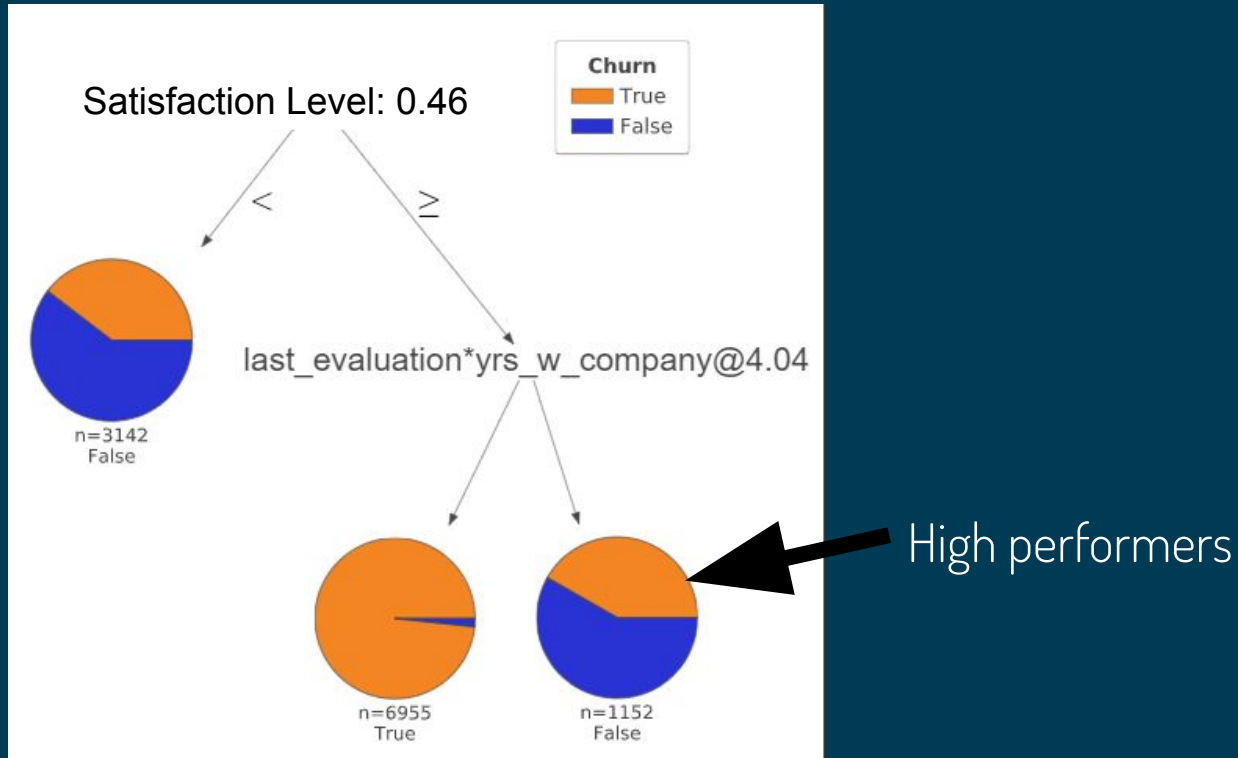 Churn
True
False
Satisfaction Level: 0.46
<
≥
last_evaluation*yrs_w_company@4.04
n=3142
False
High performers
n=6955
True
n=1152
False